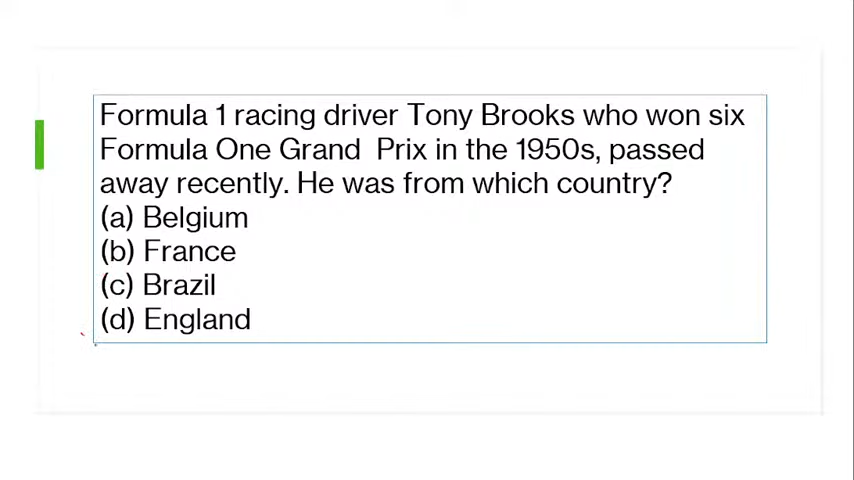 Formula 1 racing driver Tony Brooks who won six
Formula One Grand  Prix in the 1950s, passed
away recently. He was from which country?
(a) Belgium
(b) France
(c) Brazil
(d) England